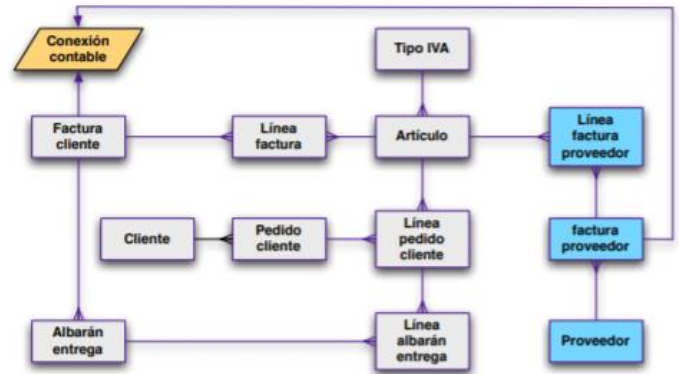 Conexión
contable
Tipo IVA
Factura
cliente
Línea
factura
Artículo
Línea
factura
proveedor
Cliente
Pedido
cliente
Línea
pedido
cliente
factura
proveedor
Albarán
entrega
Línea
albarán
entrega
Proveedor